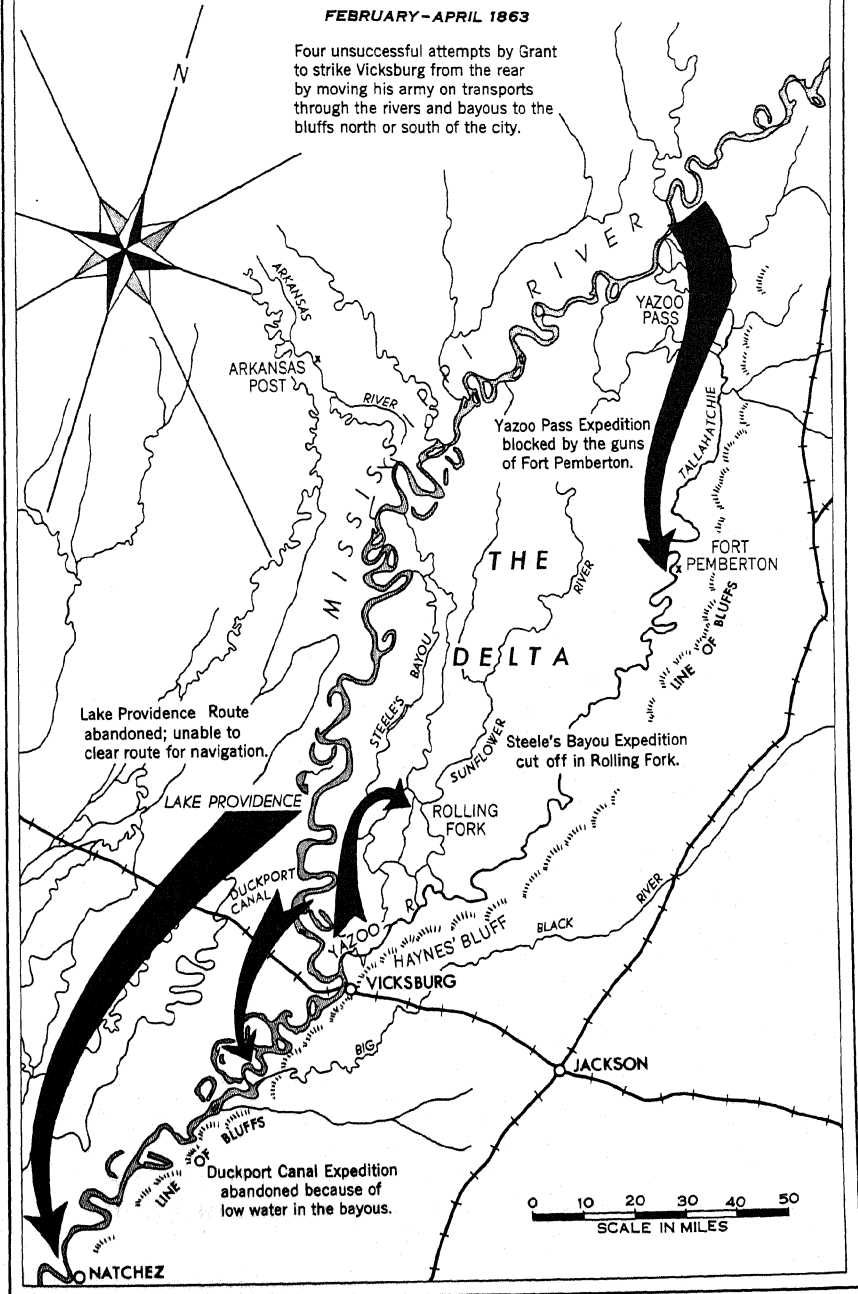 FEBRUARY-APRIL 1863
Four unsuccessful attempts by Grant
to strike Vicksburg from the rear
by moving his army on transports
through the rivers and bayous to the
bluffs north or south of the city.
N
MISSISSI
RIVER
ARKANSAS
RIVER
ARKANSAS
POST
YAZOO
PASS
TALLAHATCHIE
Yazoo Pass Expedition
blocked by the guns
of Fort Pemberton.
FORT
PEMBERTON
LINE OF BLUFFS
THE
DELTA
RIVER
SUNFLOWER
STEELE'S BAYOU
Lake Providence Route
abandoned; unable to
clear route for navigation.
Steele's Bayou Expedition
cut off in Rolling Fork.
LAKE PROVIDENCE
ROLLING
FORK
DUCKPORT
CANAL
YAZOO R.
HAYNES' BLUFF
BIG
BLACK
RIVER
VICKSBURG
JACKSON
LINE OF BLUFFS
Duckport Canal Expedition
abandoned because of
low water in the bayous.
0 10 20 30 40 50
SCALE IN MILES
NATCHEZ